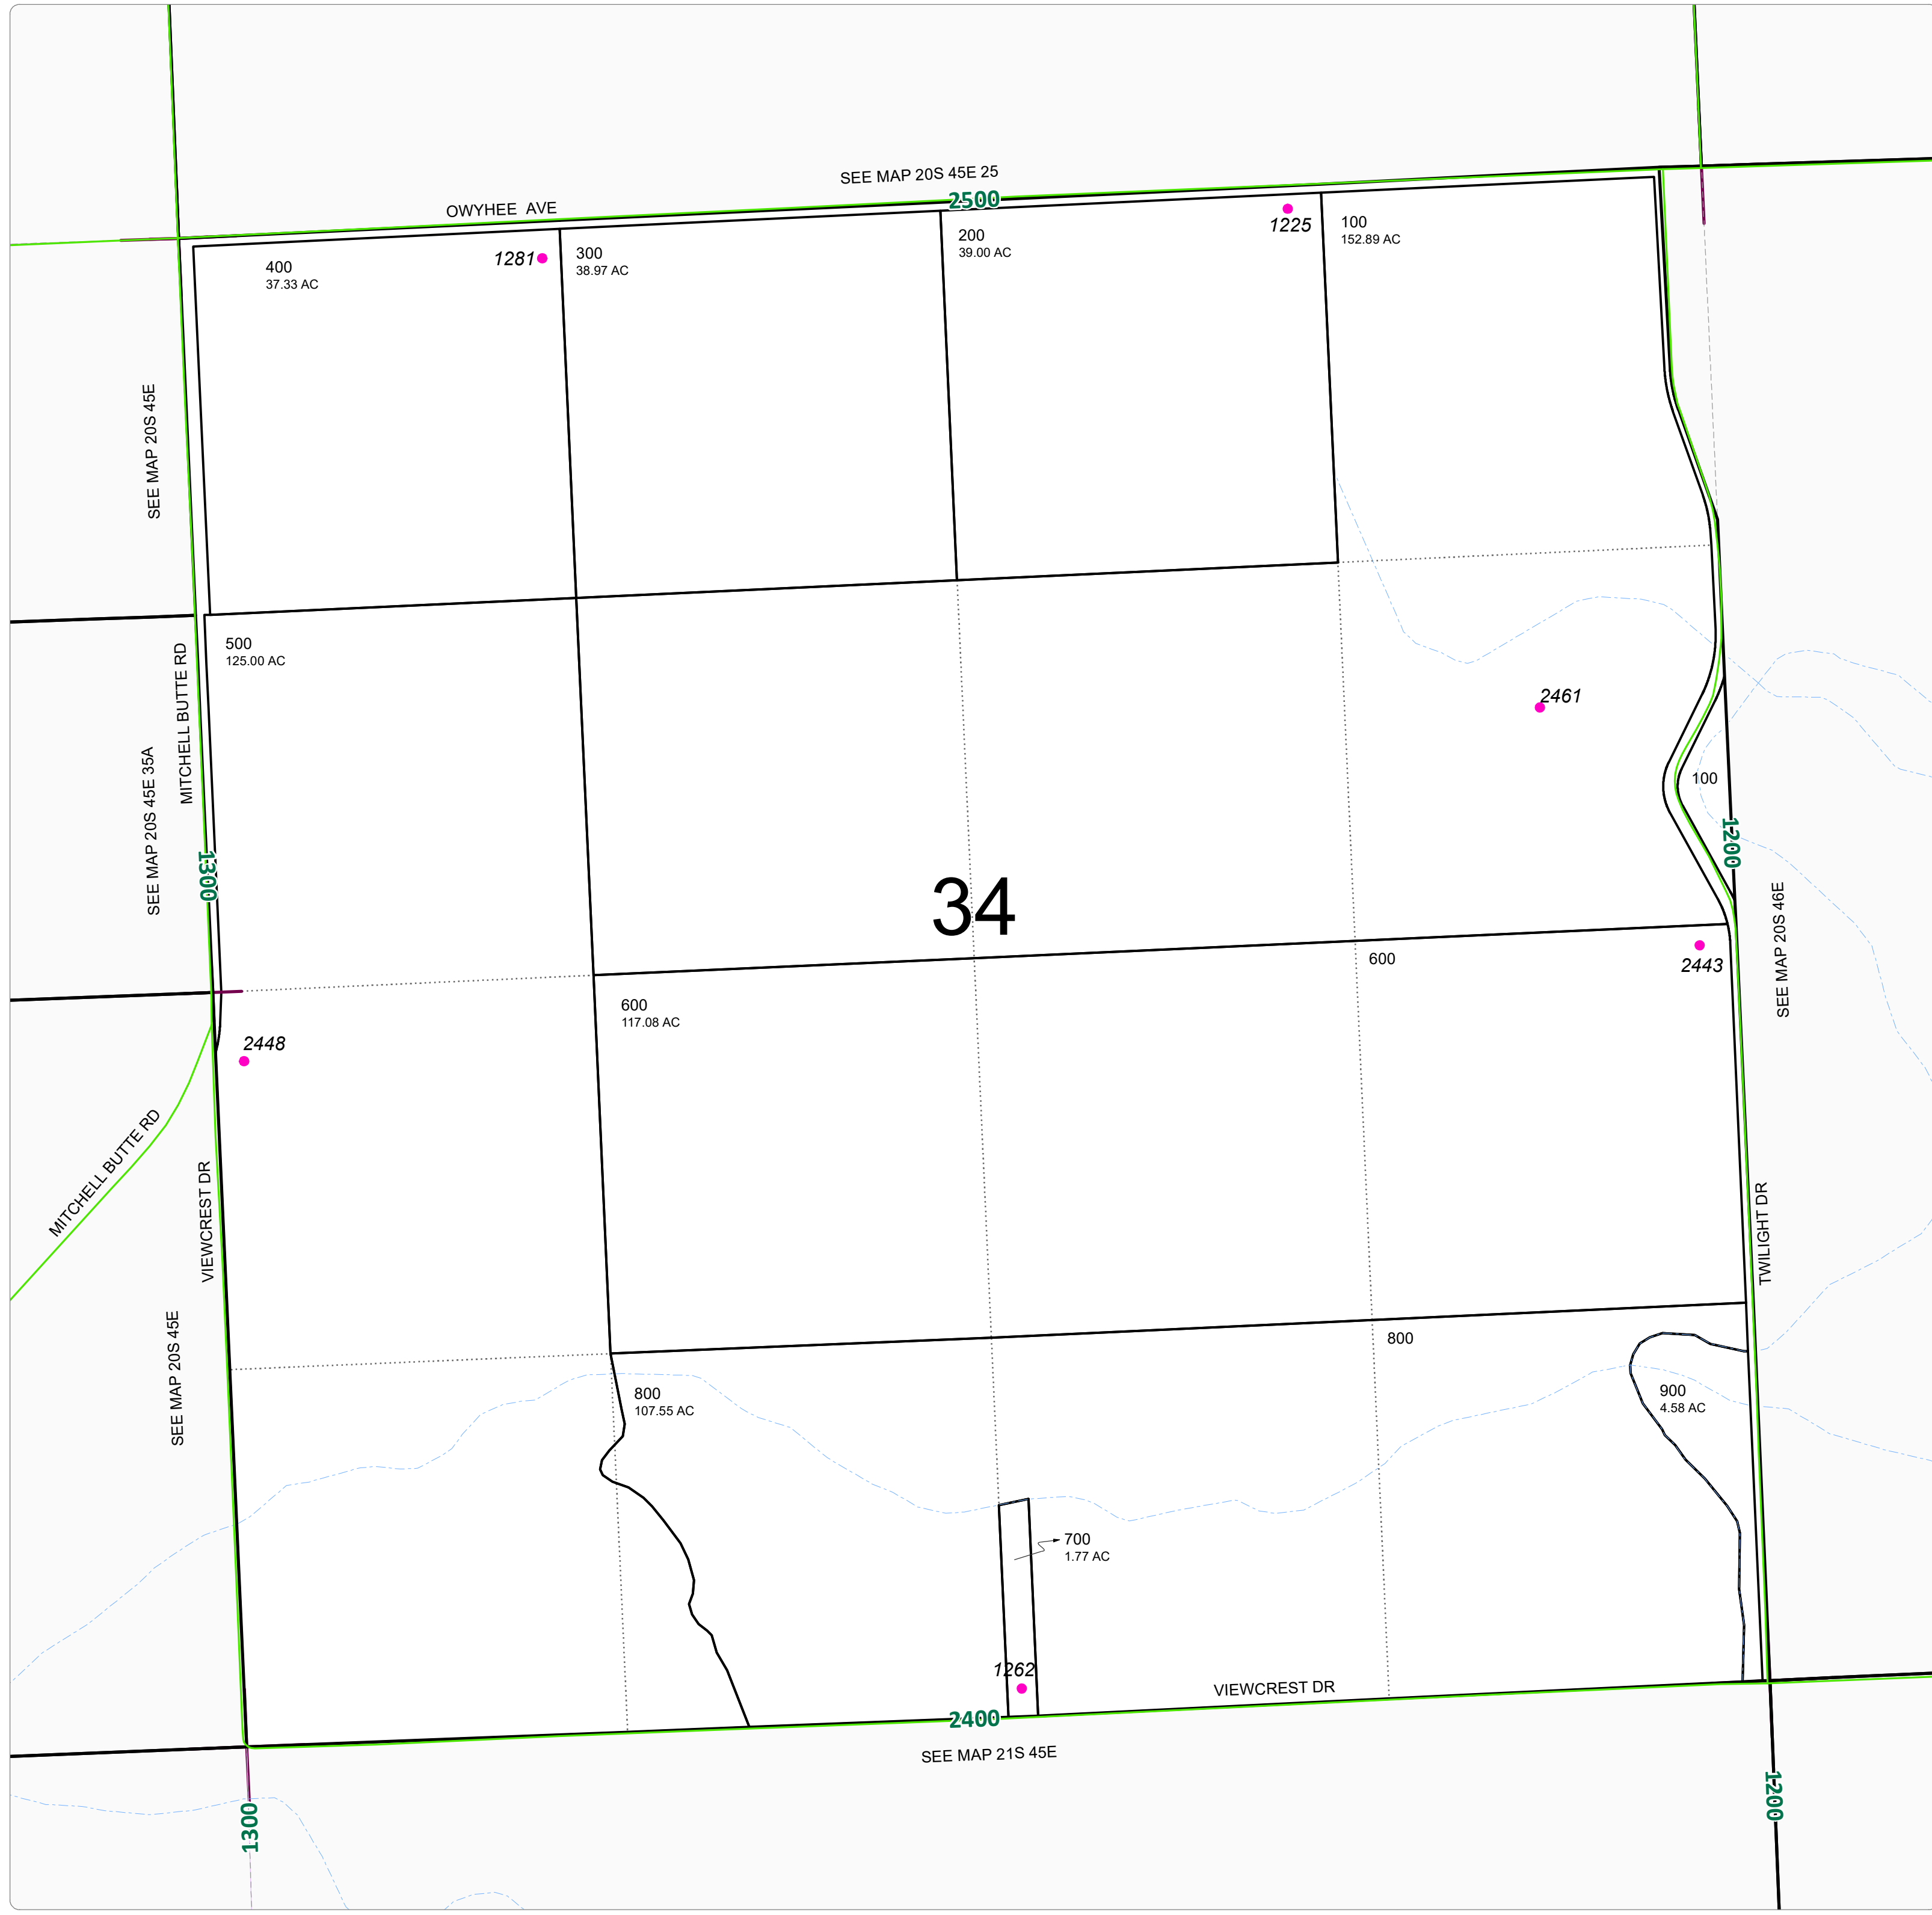 SEE MAP 20S 45E 25
2500
OWYHEE  AVE
1225
100
152.89 AC
200
39.00 AC
1281
300
38.97 AC
400
37.33 AC
SEE MAP 20S 45E
500
125.00 AC
MITCHELL BUTTE RD
2461
100
SEE MAP 20S 45E 35A
1300
1200
34
SEE MAP 20S 46E
600
2443
600
117.08 AC
2448
MITCHELL BUTTE RD
VIEWCREST DR
TWILIGHT DR
800
SEE MAP 20S 45E
800
107.55 AC
900
4.58 AC
700
1.77 AC
1262
VIEWCREST DR
2400
SEE MAP 21S 45E
1300
1200